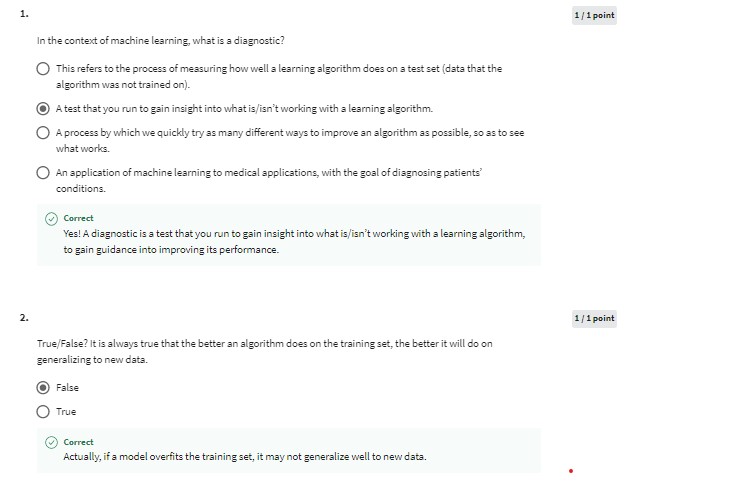 1.
1 / 1 point
In the context of machine learning, what is a diagnostic?
This refers to the process of measuring how well a learning algorithm does on a test set (data that the
algorithm was not trained on).
A test that you run to gain insight into what is/isn't working with a learning algorithm.
A process by which we quickly try as many different ways to improve an algorithm as possible, so as to see
what works.
An application of machine learning to medical applications, with the goal of diagnosing patients'
conditions.
Correct
Yes! A diagnostic is a test that you run to gain insight into what is/isn't working with a learning algorithm,
to gain guidance into improving its performance.
2.
1 / 1 point
True/False? It is always true that the better an algorithm does on the training set, the better it will do on
generalizing to new data.
False
True
Correct
Actually, if a model overfits the training set, it may not generalize well to new data.